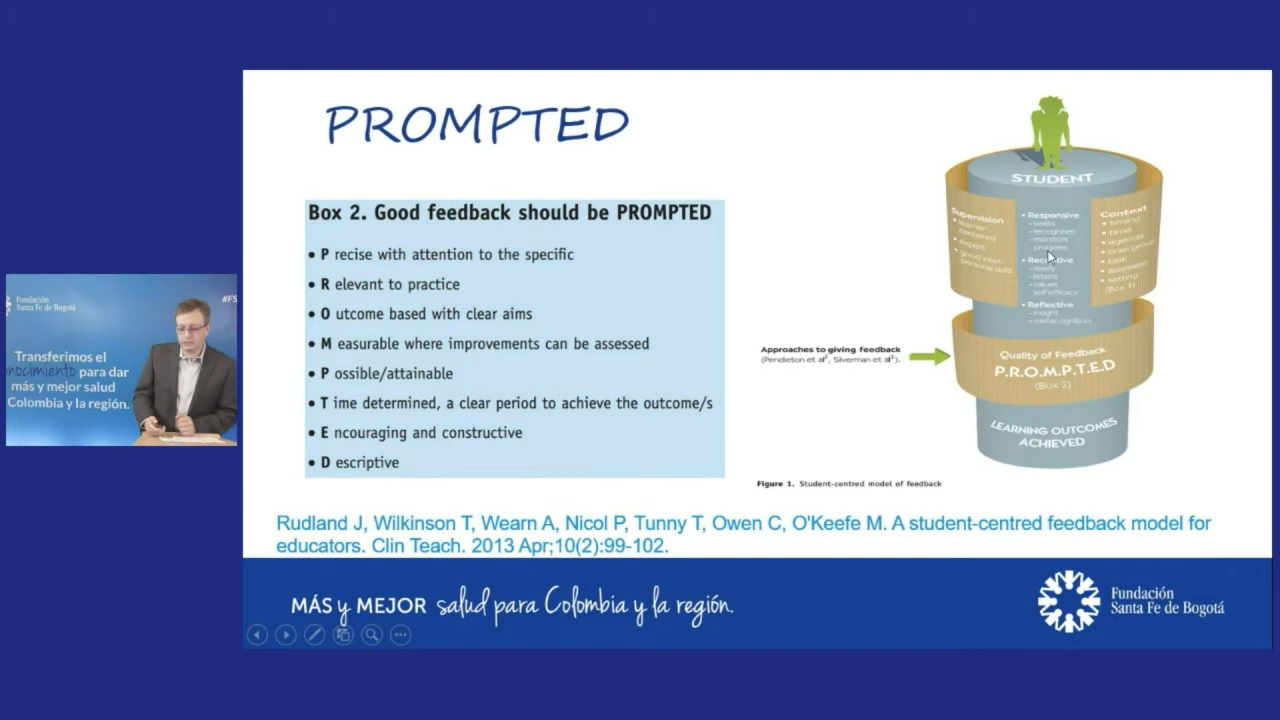 PROMPTED
Box 2. Good feedback should be PROMPTED
• P recise with attention to the specific
• R elevant to practice
• O utcome based with clear aims
• M easurable where improvements can be assessed
• P ossible/attainable
• T ime determined, a clear period to achieve the outcome/s
• E ncouraging and constructive
• D escriptive
STUDENT
Supervision
• learner
centered
• expert
• good inter
personal skills
• Responsive
- seeks
- recognises
- monitors
progress
• Receptive
- ready
- listens
- values
- self-efficacy
• Reflective
- insight
- metacognition
Context
• timing
• time
• agenda
• task
• assessed
• setting
(Box 1)
Approaches to giving feedback
(Pendleton et al², Silverman et al³).
Quality of Feedback
P.R.O.M.P.T.E.D
(Box 2)
LEARNING OUTCOMES
ACHIEVED
Figure 1. Student-centred model of feedback
Rudland J, Wilkinson T, Wearn A, Nicol P, Tunny T, Owen C, O'Keefe M. A student-centred feedback model for
educators. Clin Teach. 2013 Apr;10(2):99-102.
MÁS y MEJOR salud para Colombia y la región.
Fundación
Santa Fe de Bogotá
Fundación
Santa Fe de Bogotá
#FS
Transferimos el
onocimiento para dar
más y mejor salud
Colombia y la región.